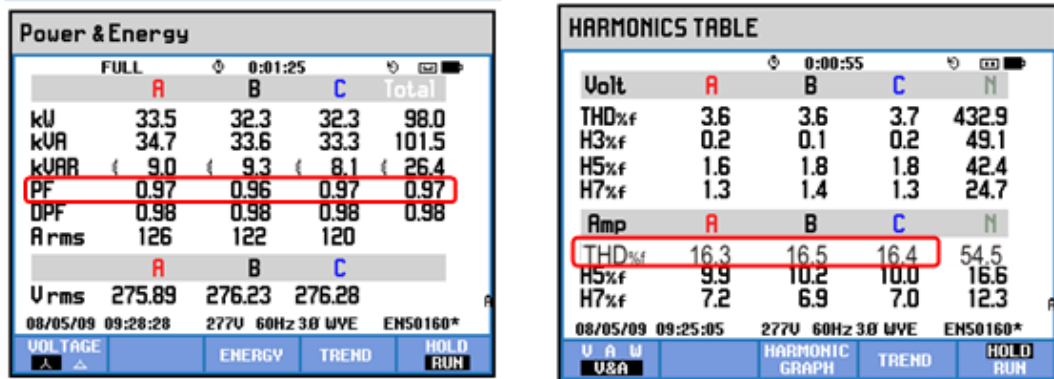 Power & Energy
FULL 0:01:25
A B C Total
kW 33.5 32.3 32.3 98.0
kVA 34.7 33.6 33.3 101.5
kVAR 9.0 9.3 8.1 26.4
PF 0.97 0.96 0.97 0.97
DPF 0.98 0.98 0.98 0.98
A rms 126 122 120
A B C
V rms 275.89 276.23 276.28
08/05/09 09:28:28 277V 60Hz 3Ø WYE EN50160*
VOLTAGE ENERGY TREND HOLD
RUN
HARMONICS TABLE
0:00:55
Volt A B C N
THD%f 3.6 3.6 3.7 432.9
H3%f 0.2 0.1 0.2 49.1
H5%f 1.6 1.8 1.8 42.4
H7%f 1.3 1.4 1.3 24.7
Amp A B C N
THD%f 16.3 16.5 16.4 54.5
H5%f 9.9 10.2 10.0 16.6
H7%f 7.2 6.9 7.0 12.3
08/05/09 09:25:05 277V 60Hz 3Ø WYE EN50160*
V A W HARMONIC TREND HOLD
V&A GRAPH RUN